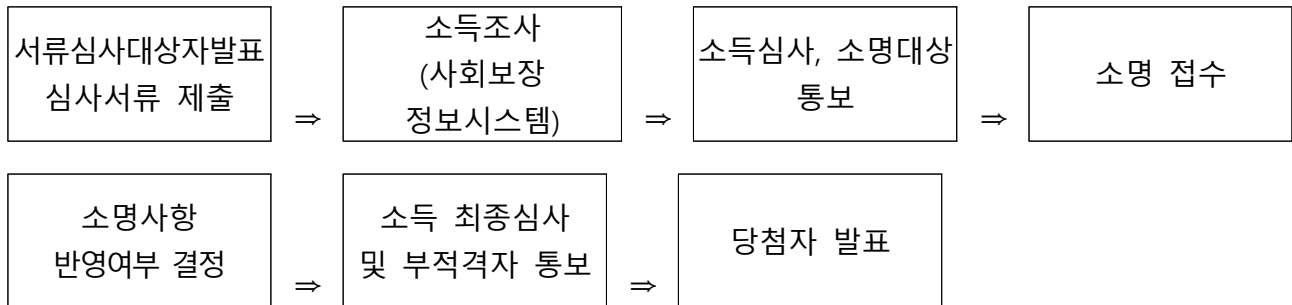 서류심사대상자발표
심사서류 제출
⇒
소득조사
(사회보장
정보시스템)
⇒
소득심사, 소명대상
통보
⇒
소명 접수
소명사항
반영여부 결정
⇒
소득 최종심사
및 부적격자 통보
⇒
당첨자 발표